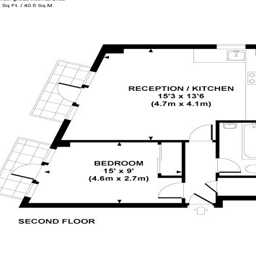 Sq Ft. / 40.5 Sq M.
RECEPTION / KITCHEN
15'3 x 13'6
(4.7m x 4.1m)
BEDROOM
15' x 9'
(4.6m x 2.7m)
SECOND FLOOR